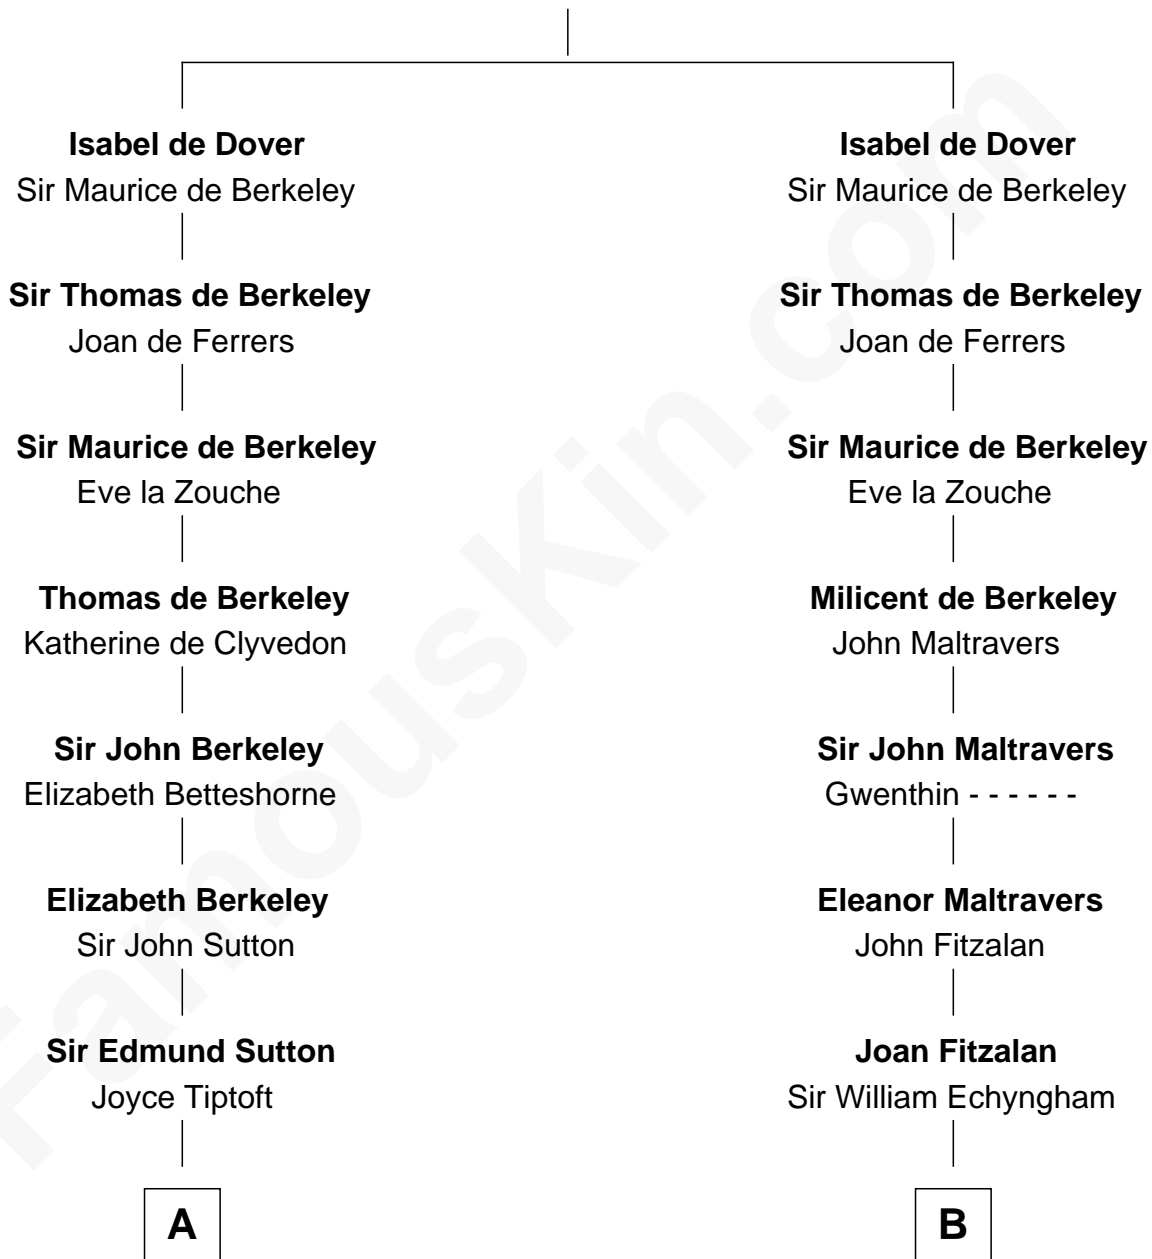 Isabel de Dover
Sir Maurice de Berkeley
Sir Thomas de Berkeley
Joan de Ferrers
Sir Maurice de Berkeley
Eve la Zouche
Thomas de Berkeley
Katherine de Clyvedon
Sir John Berkeley
Elizabeth Betteshorne
Elizabeth Berkeley
Sir John Sutton
Sir Edmund Sutton
Joyce Tiptoft
A
Isabel de Dover
Sir Maurice de Berkeley
Sir Thomas de Berkeley
Joan de Ferrers
Sir Maurice de Berkeley
Eve la Zouche
Milicent de Berkeley
John Maltravers
Sir John Maltravers
Gwenthin - - - - - -
Eleanor Maltravers
John Fitzalan
Joan Fitzalan
Sir William Echyngham
B
FamousKin.com